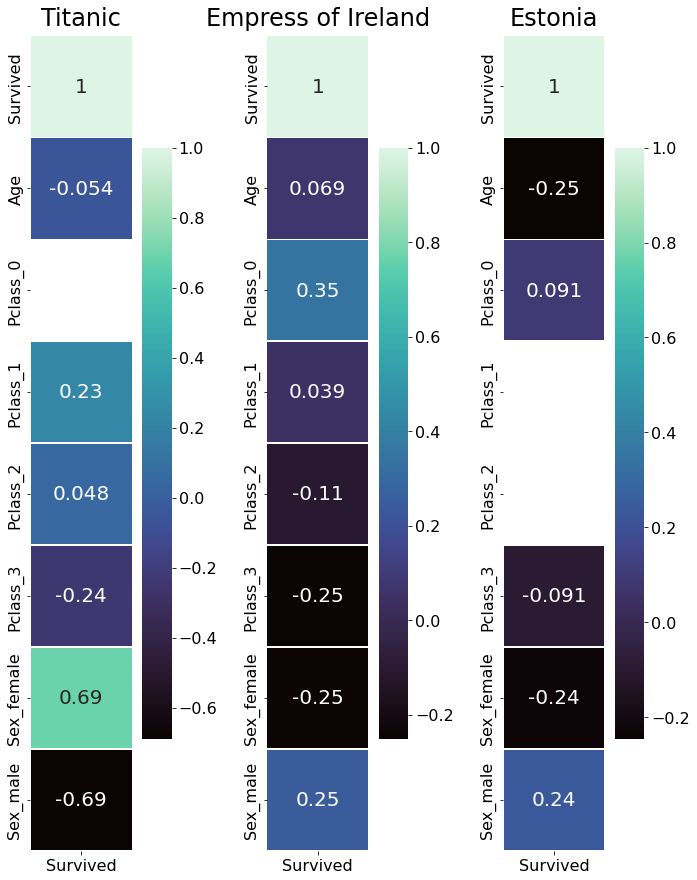 Titanic
Survived
Age
Pclass_0
Pclass_1
Pclass_2
Pclass_3
Sex_female
Sex_male
1
-0.054
0.23
0.048
-0.24
0.69
-0.69
Survived
1.0
0.8
0.6
0.4
0.2
0.0
−0.2
−0.4
−0.6
Empress of Ireland
Survived
Age
Pclass_0
Pclass_1
Pclass_2
Pclass_3
Sex_female
Sex_male
1
0.069
0.35
0.039
-0.11
-0.25
-0.25
0.25
Survived
1.0
0.8
0.6
0.4
0.2
0.0
−0.2
Estonia
Survived
Age
Pclass_0
Pclass_1
Pclass_2
Pclass_3
Sex_female
Sex_male
1
-0.25
0.091
-0.091
-0.24
0.24
Survived
1.0
0.8
0.6
0.4
0.2
0.0
−0.2